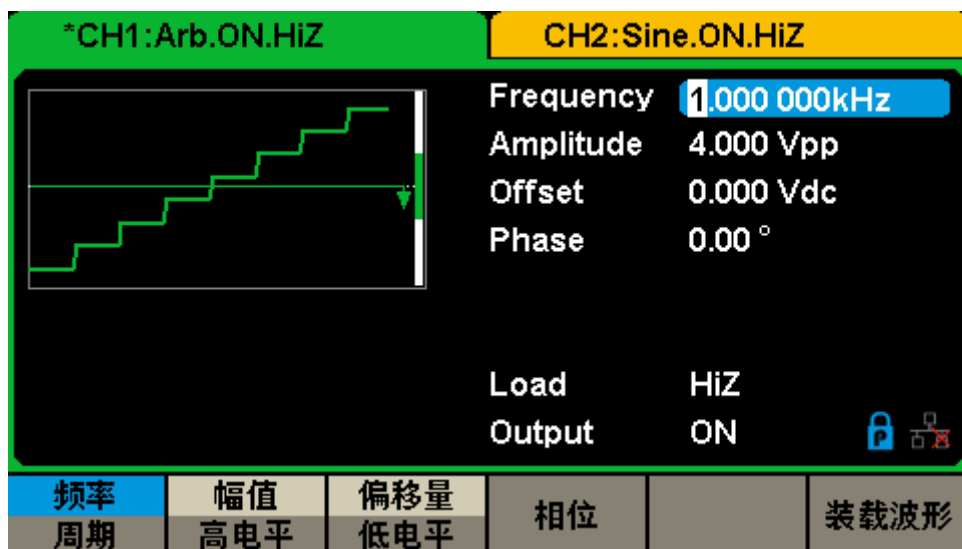 *CH1:Arb.ON.HiZ
CH2:Sine.ON.HiZ
Frequency 1.000 000kHz
Amplitude 4.000 Vpp
Offset 0.000 Vdc
Phase 0.00 °
Load HiZ
Output ON
P
频率 幅值 偏移量 相位 装载波形
周期 高电平 低电平